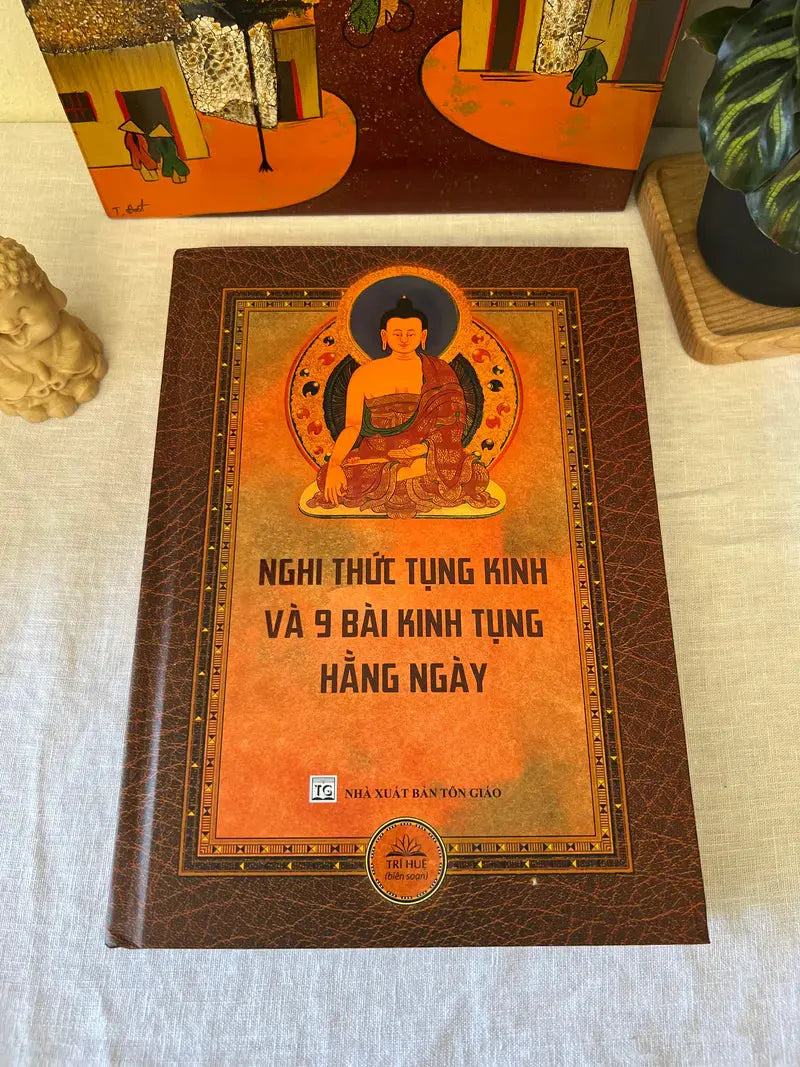 NGHI THỨC TỤNG KINH
VÀ 9 BÀI KINH TỤNG
HẰNG NGÀY
TG NHÀ XUẤT BẢN TÔN GIÁO
TRÍ HUỆ
(biên soạn)